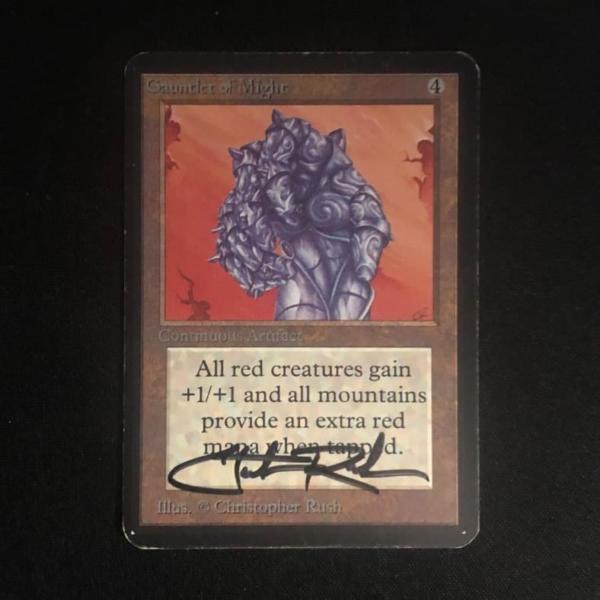 Gauntlet of Might 4
Continuous Artifact
All red creatures gain
+1/+1 and all mountains
provide an extra red
mana when tapped.
Illus. © Christopher Rush